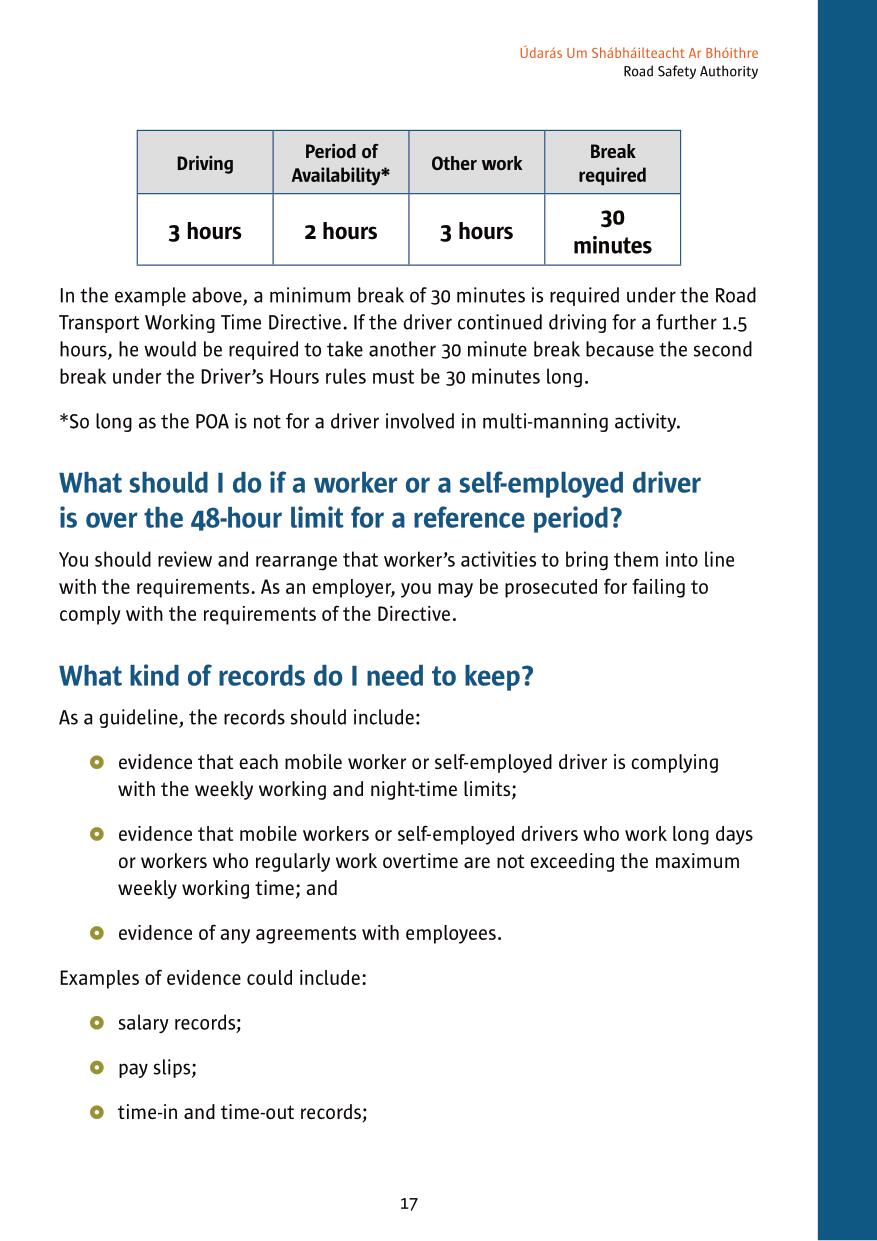 Údarás Um Shábháilteacht Ar Bhóithre
Road Safety Authority
Driving
Period of
Availability*
Other work
Break
required
3 hours
2 hours
3 hours
30
minutes
In the example above, a minimum break of 30 minutes is required under the Road
Transport Working Time Directive. If the driver continued driving for a further 1.5
hours, he would be required to take another 30 minute break because the second
break under the Driver’s Hours rules must be 30 minutes long.
*So long as the POA is not for a driver involved in multi-manning activity.
What should I do if a worker or a self-employed driver
is over the 48-hour limit for a reference period?
You should review and rearrange that worker’s activities to bring them into line
with the requirements. As an employer, you may be prosecuted for failing to
comply with the requirements of the Directive.
What kind of records do I need to keep?
As a guideline, the records should include:
evidence that each mobile worker or self-employed driver is complying
with the weekly working and night-time limits;
evidence that mobile workers or self-employed drivers who work long days
or workers who regularly work overtime are not exceeding the maximum
weekly working time; and
evidence of any agreements with employees.
Examples of evidence could include:
salary records;
pay slips;
time-in and time-out records;
17